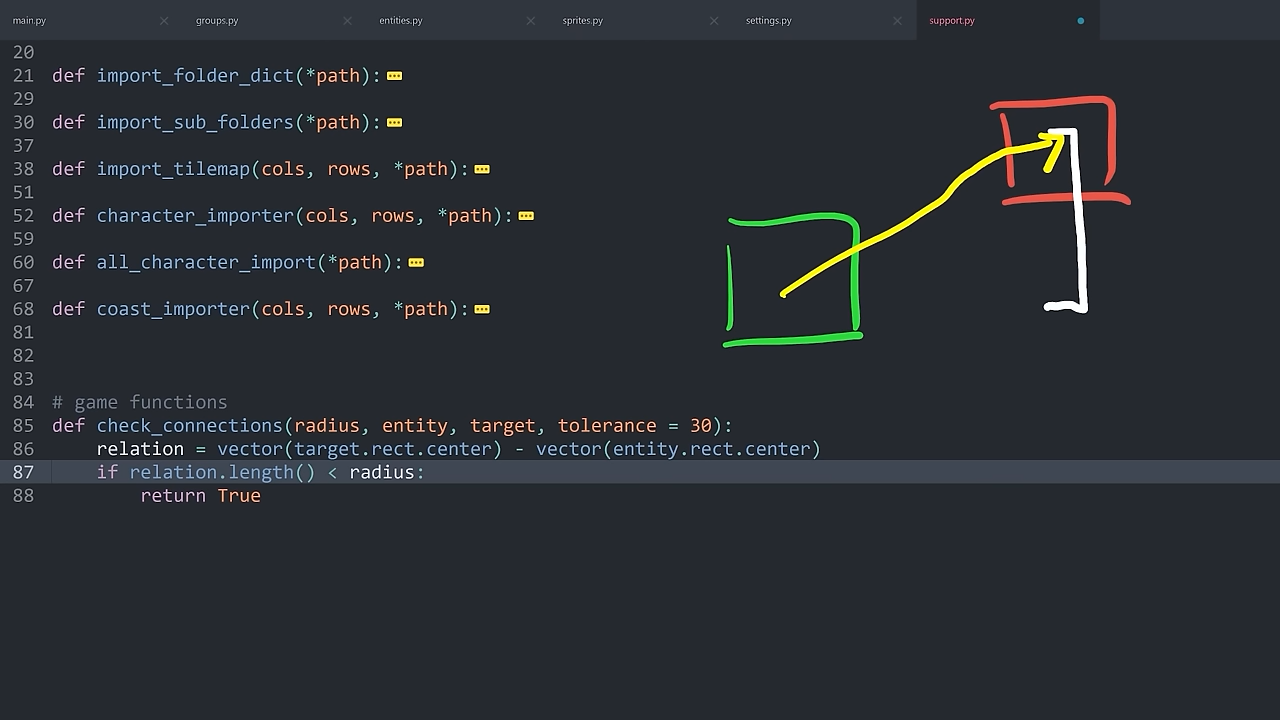 main.py groups.py entities.py sprites.py settings.py support.py
20
21 def import_folder_dict(*path):
29
30 def import_sub_folders(*path):
37
38 def import_tilemap(cols, rows, *path):
51
52 def character_importer(cols, rows, *path):
59
60 def all_character_import(*path):
67
68 def coast_importer(cols, rows, *path):
81
82
83
84 # game functions
85 def check_connections(radius, entity, target, tolerance = 30):
86     relation = vector(target.rect.center) - vector(entity.rect.center)
87     if relation.length() < radius:
88         return True